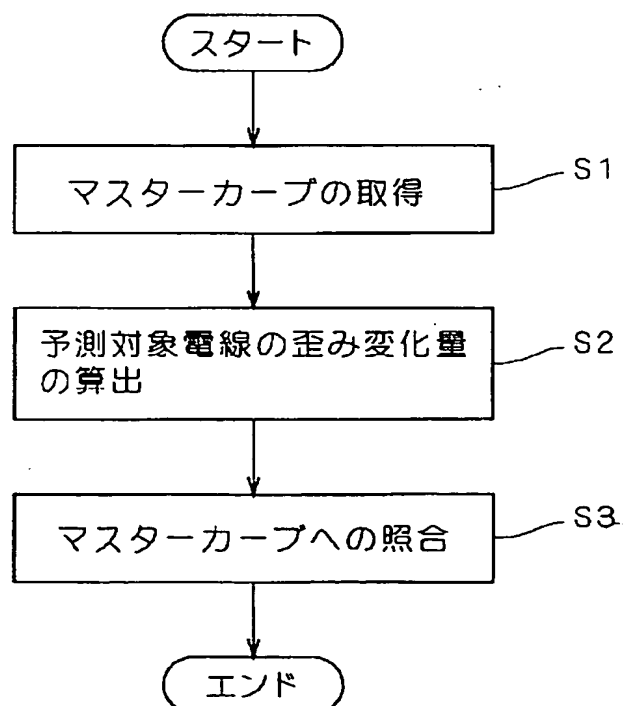 スタート
マスターカーブの取得
S1
予測対象電線の歪み変化量
の算出
S2
マスターカーブへの照合
S3
エンド